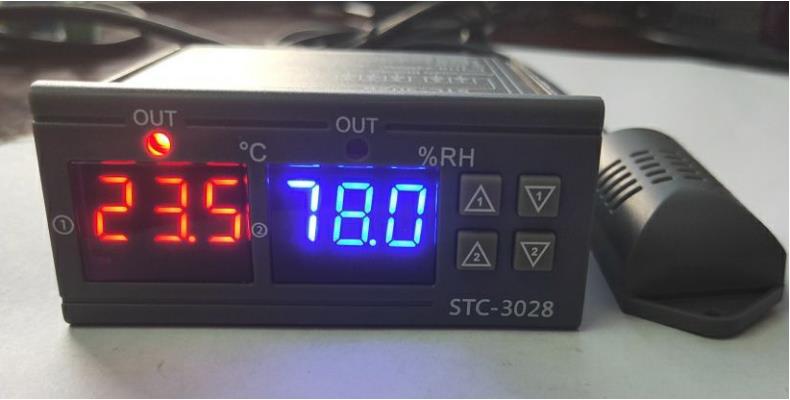 OUT OUT
°C %RH
① 23.5 ② 78.0
1 1
2 2
STC-3028